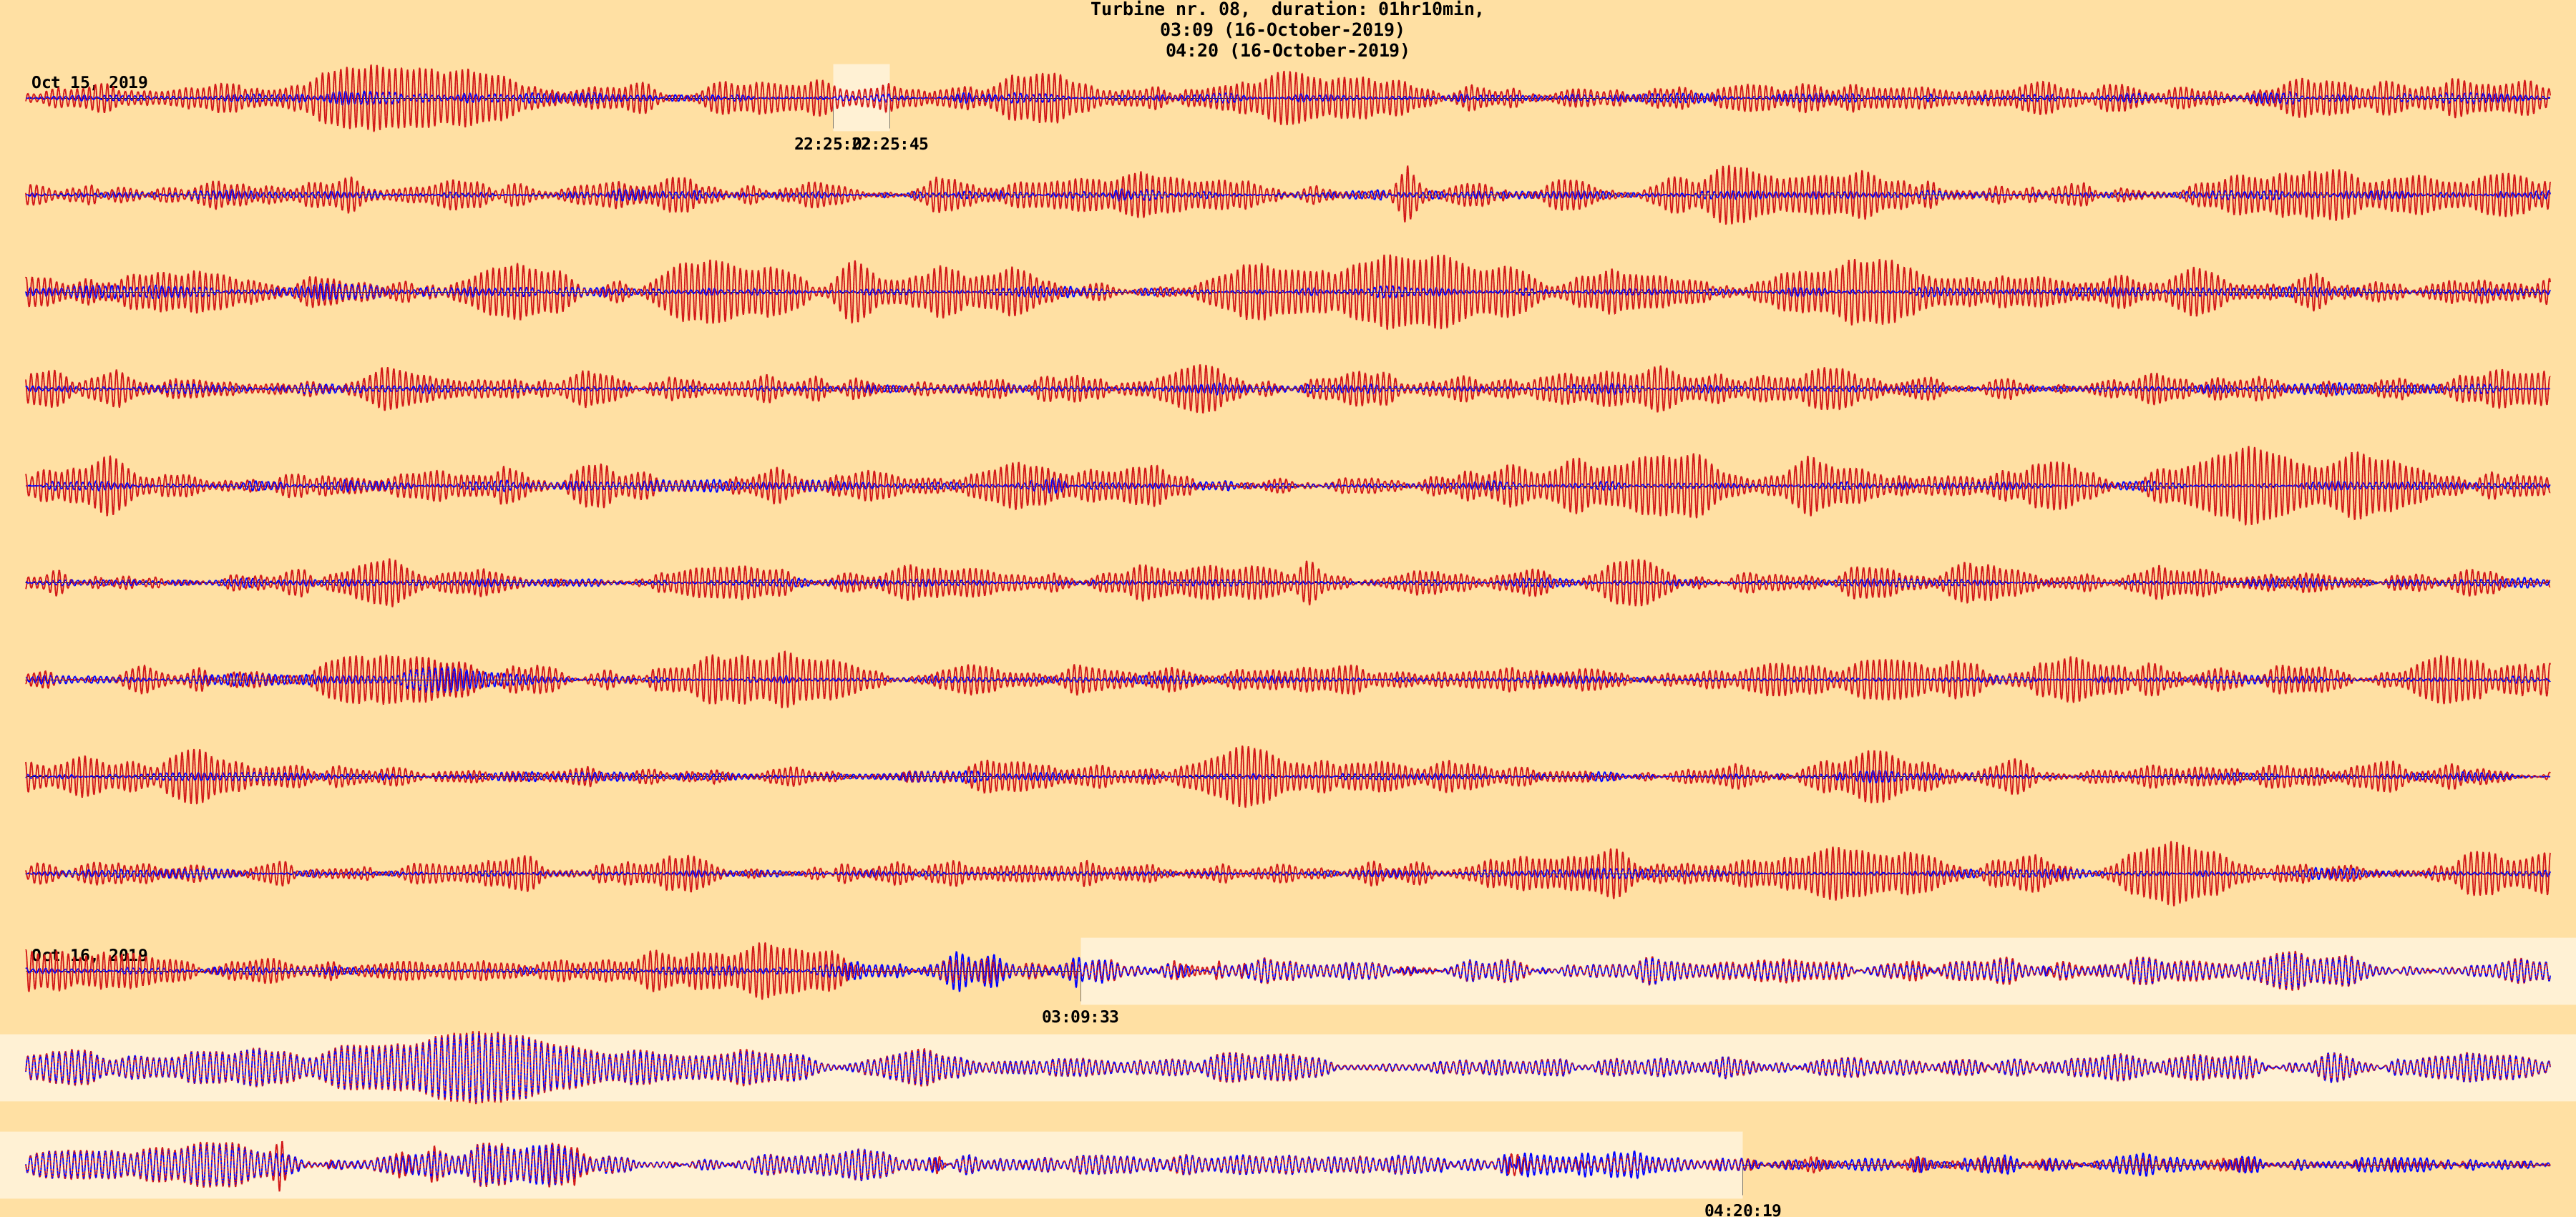 Turbine nr. 08,  duration: 01hr10min,
03:09 (16-October-2019)
04:20 (16-October-2019)
Oct 15, 2019
22:25:45
Oct 16, 2019
03:09:33
04:20:19